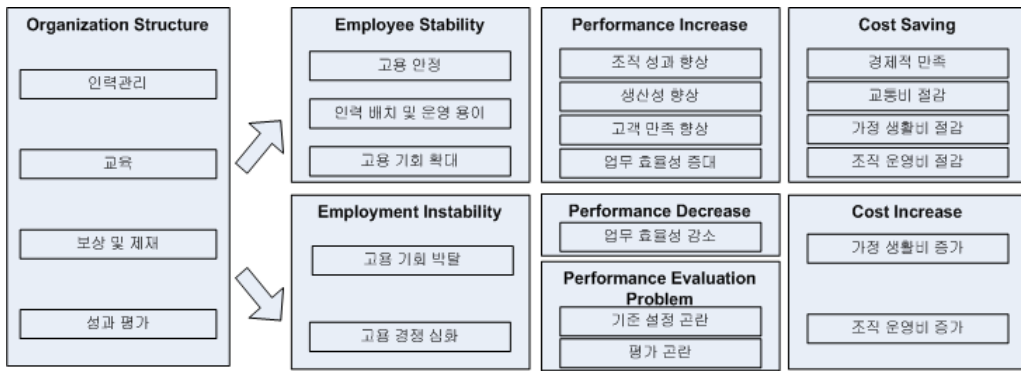 Organization Structure
인력관리
교육
보상 및 제재
성과 평가
Employee Stability
고용 안정
인력 배치 및 운영 용이
고용 기회 확대
Performance Increase
조직 성과 향상
생산성 향상
고객 만족 향상
업무 효율성 증대
Cost Saving
경제적 만족
교통비 절감
가정 생활비 절감
조직 운영비 절감
Employment Instability
고용 기회 박탈
고용 경쟁 심화
Performance Decrease
업무 효율성 감소
Performance Evaluation
Problem
기준 설정 곤란
평가 곤란
Cost Increase
가정 생활비 증가
조직 운영비 증가